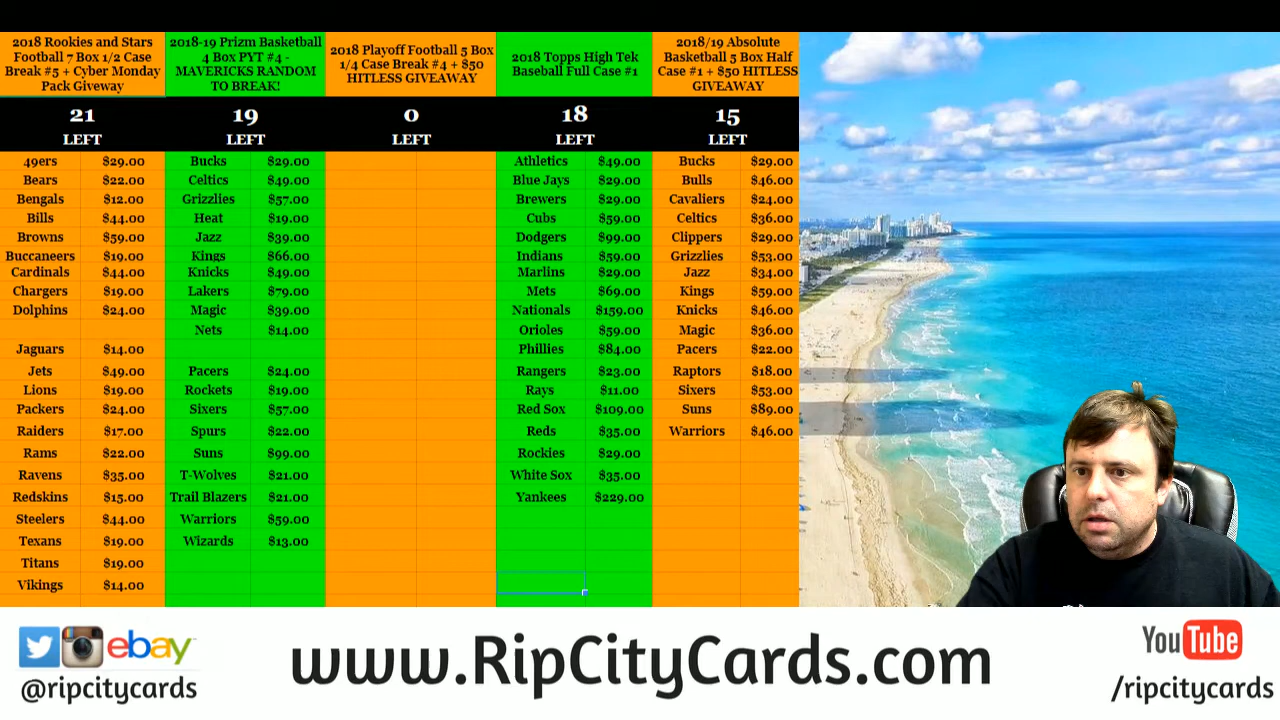 2018 Rookies and Stars
Football 7 Box 1/2 Case
Break #5 + Cyber Monday
Pack Giveway
21
LEFT
49ers $29.00
Bears $22.00
Bengals $12.00
Bills $44.00
Browns $59.00
Buccaneers $19.00
Cardinals $44.00
Chargers $19.00
Dolphins $24.00
Jaguars $14.00
Jets $49.00
Lions $19.00
Packers $24.00
Raiders $17.00
Rams $22.00
Ravens $35.00
Redskins $15.00
Steelers $44.00
Texans $19.00
Titans $19.00
Vikings $14.00
2018-19 Prizm Basketball
4 Box PYT #4 -
MAVERICKS RANDOM
TO BREAK!
19
LEFT
Bucks $29.00
Celtics $49.00
Grizzlies $57.00
Heat $19.00
Jazz $39.00
Kings $66.00
Knicks $49.00
Lakers $79.00
Magic $39.00
Nets $14.00
Pacers $24.00
Rockets $19.00
Sixers $57.00
Spurs $22.00
Suns $99.00
T-Wolves $21.00
Trail Blazers $21.00
Warriors $59.00
Wizards $13.00
2018 Playoff Football 5 Box
1/4 Case Break #4 + $50
HITLESS GIVEAWAY
0
LEFT
2018 Topps High Tek
Baseball Full Case #1
18
LEFT
Athletics $49.00
Blue Jays $29.00
Brewers $29.00
Cubs $59.00
Dodgers $99.00
Indians $59.00
Marlins $29.00
Mets $69.00
Nationals $159.00
Orioles $59.00
Phillies $84.00
Rangers $23.00
Rays $11.00
Red Sox $109.00
Reds $35.00
Rockies $29.00
White Sox $35.00
Yankees $229.00
2018/19 Absolute
Basketball 5 Box Half
Case #1 + $50 HITLESS
GIVEAWAY
15
LEFT
Bucks $29.00
Bulls $46.00
Cavaliers $24.00
Celtics $36.00
Clippers $29.00
Grizzlies $53.00
Jazz $34.00
Kings $59.00
Knicks $46.00
Magic $36.00
Pacers $22.00
Raptors $18.00
Sixers $53.00
Suns $89.00
Warriors $46.00
ebay
@ripcitycards
www.RipCityCards.com
YouTube
/ripcitycards